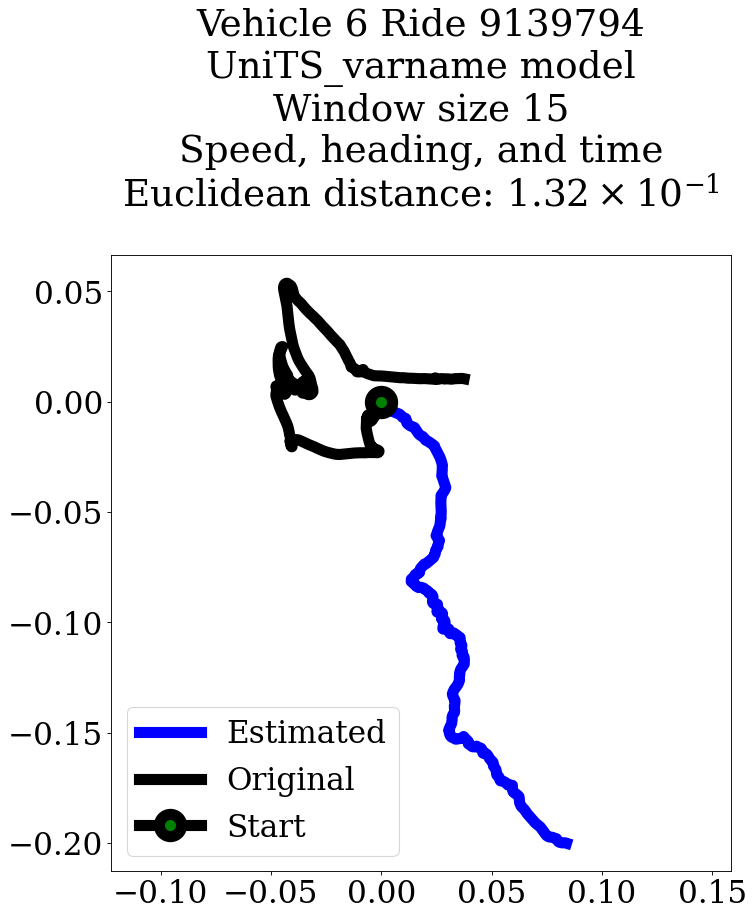 Vehicle 6 Ride 9139794
UniTS_varname model
Window size 15
Speed, heading, and time
Euclidean distance: 1.32 × 10⁻¹
0.05
0.00
−0.05
−0.10
−0.15
−0.20
Estimated
Original
Start
−0.10 −0.05 0.00 0.05 0.10 0.15